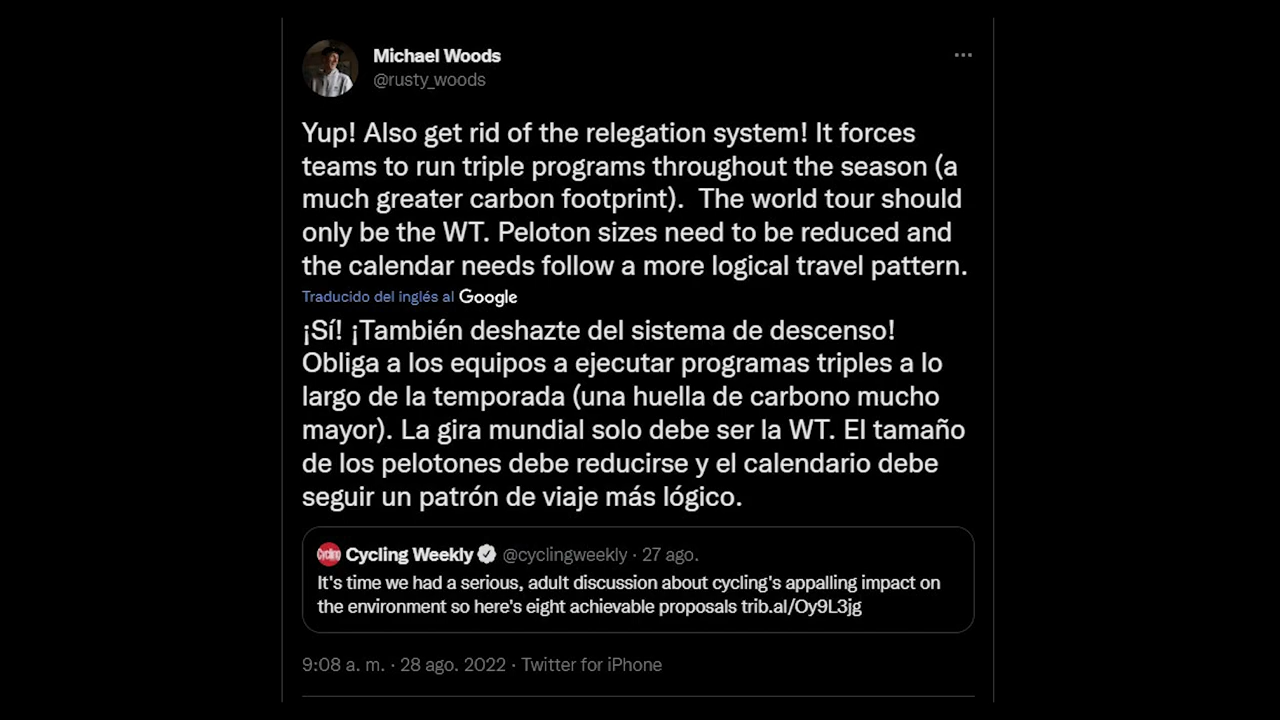 Michael Woods
@rusty_woods
Yup! Also get rid of the relegation system! It forces
teams to run triple programs throughout the season (a
much greater carbon footprint).  The world tour should
only be the WT. Peloton sizes need to be reduced and
the calendar needs follow a more logical travel pattern.
Traducido del inglés al Google
¡Sí! ¡También deshazte del sistema de descenso!
Obliga a los equipos a ejecutar programas triples a lo
largo de la temporada (una huella de carbono mucho
mayor). La gira mundial solo debe ser la WT. El tamaño
de los pelotones debe reducirse y el calendario debe
seguir un patrón de viaje más lógico.
Cycling Cycling Weekly @cyclingweekly · 27 ago.
It's time we had a serious, adult discussion about cycling's appalling impact on
the environment so here's eight achievable proposals trib.al/Oy9L3jg
9:08 a. m. · 28 ago. 2022 · Twitter for iPhone